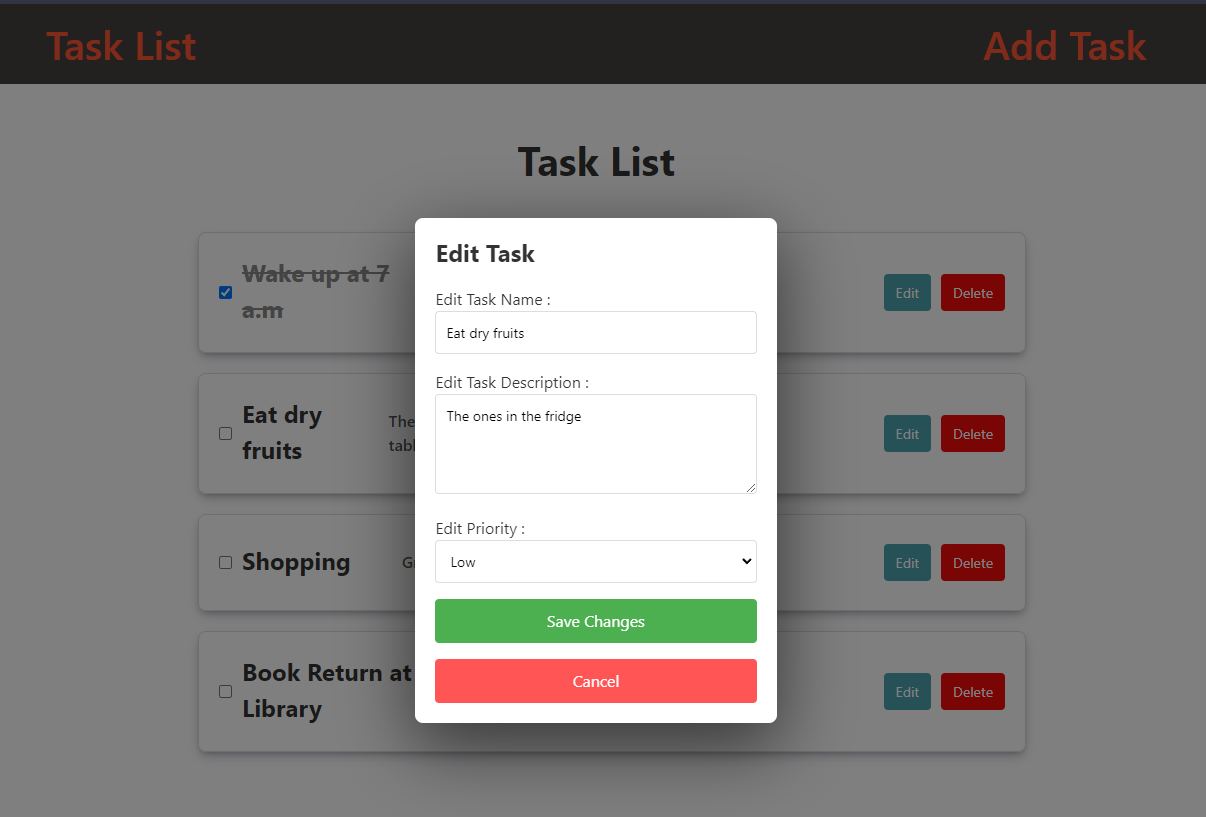 Task List
Add Task
Task List
Wake up at 7
a.m
Edit
Delete
Eat dry
fruits
The
Edit
Delete
Shopping
Edit
Delete
Book Return at
Library
Edit
Delete
Edit Task
Edit Task Name :
Eat dry fruits
Edit Task Description :
The ones in the fridge
Edit Priority :
Low
Save Changes
Cancel